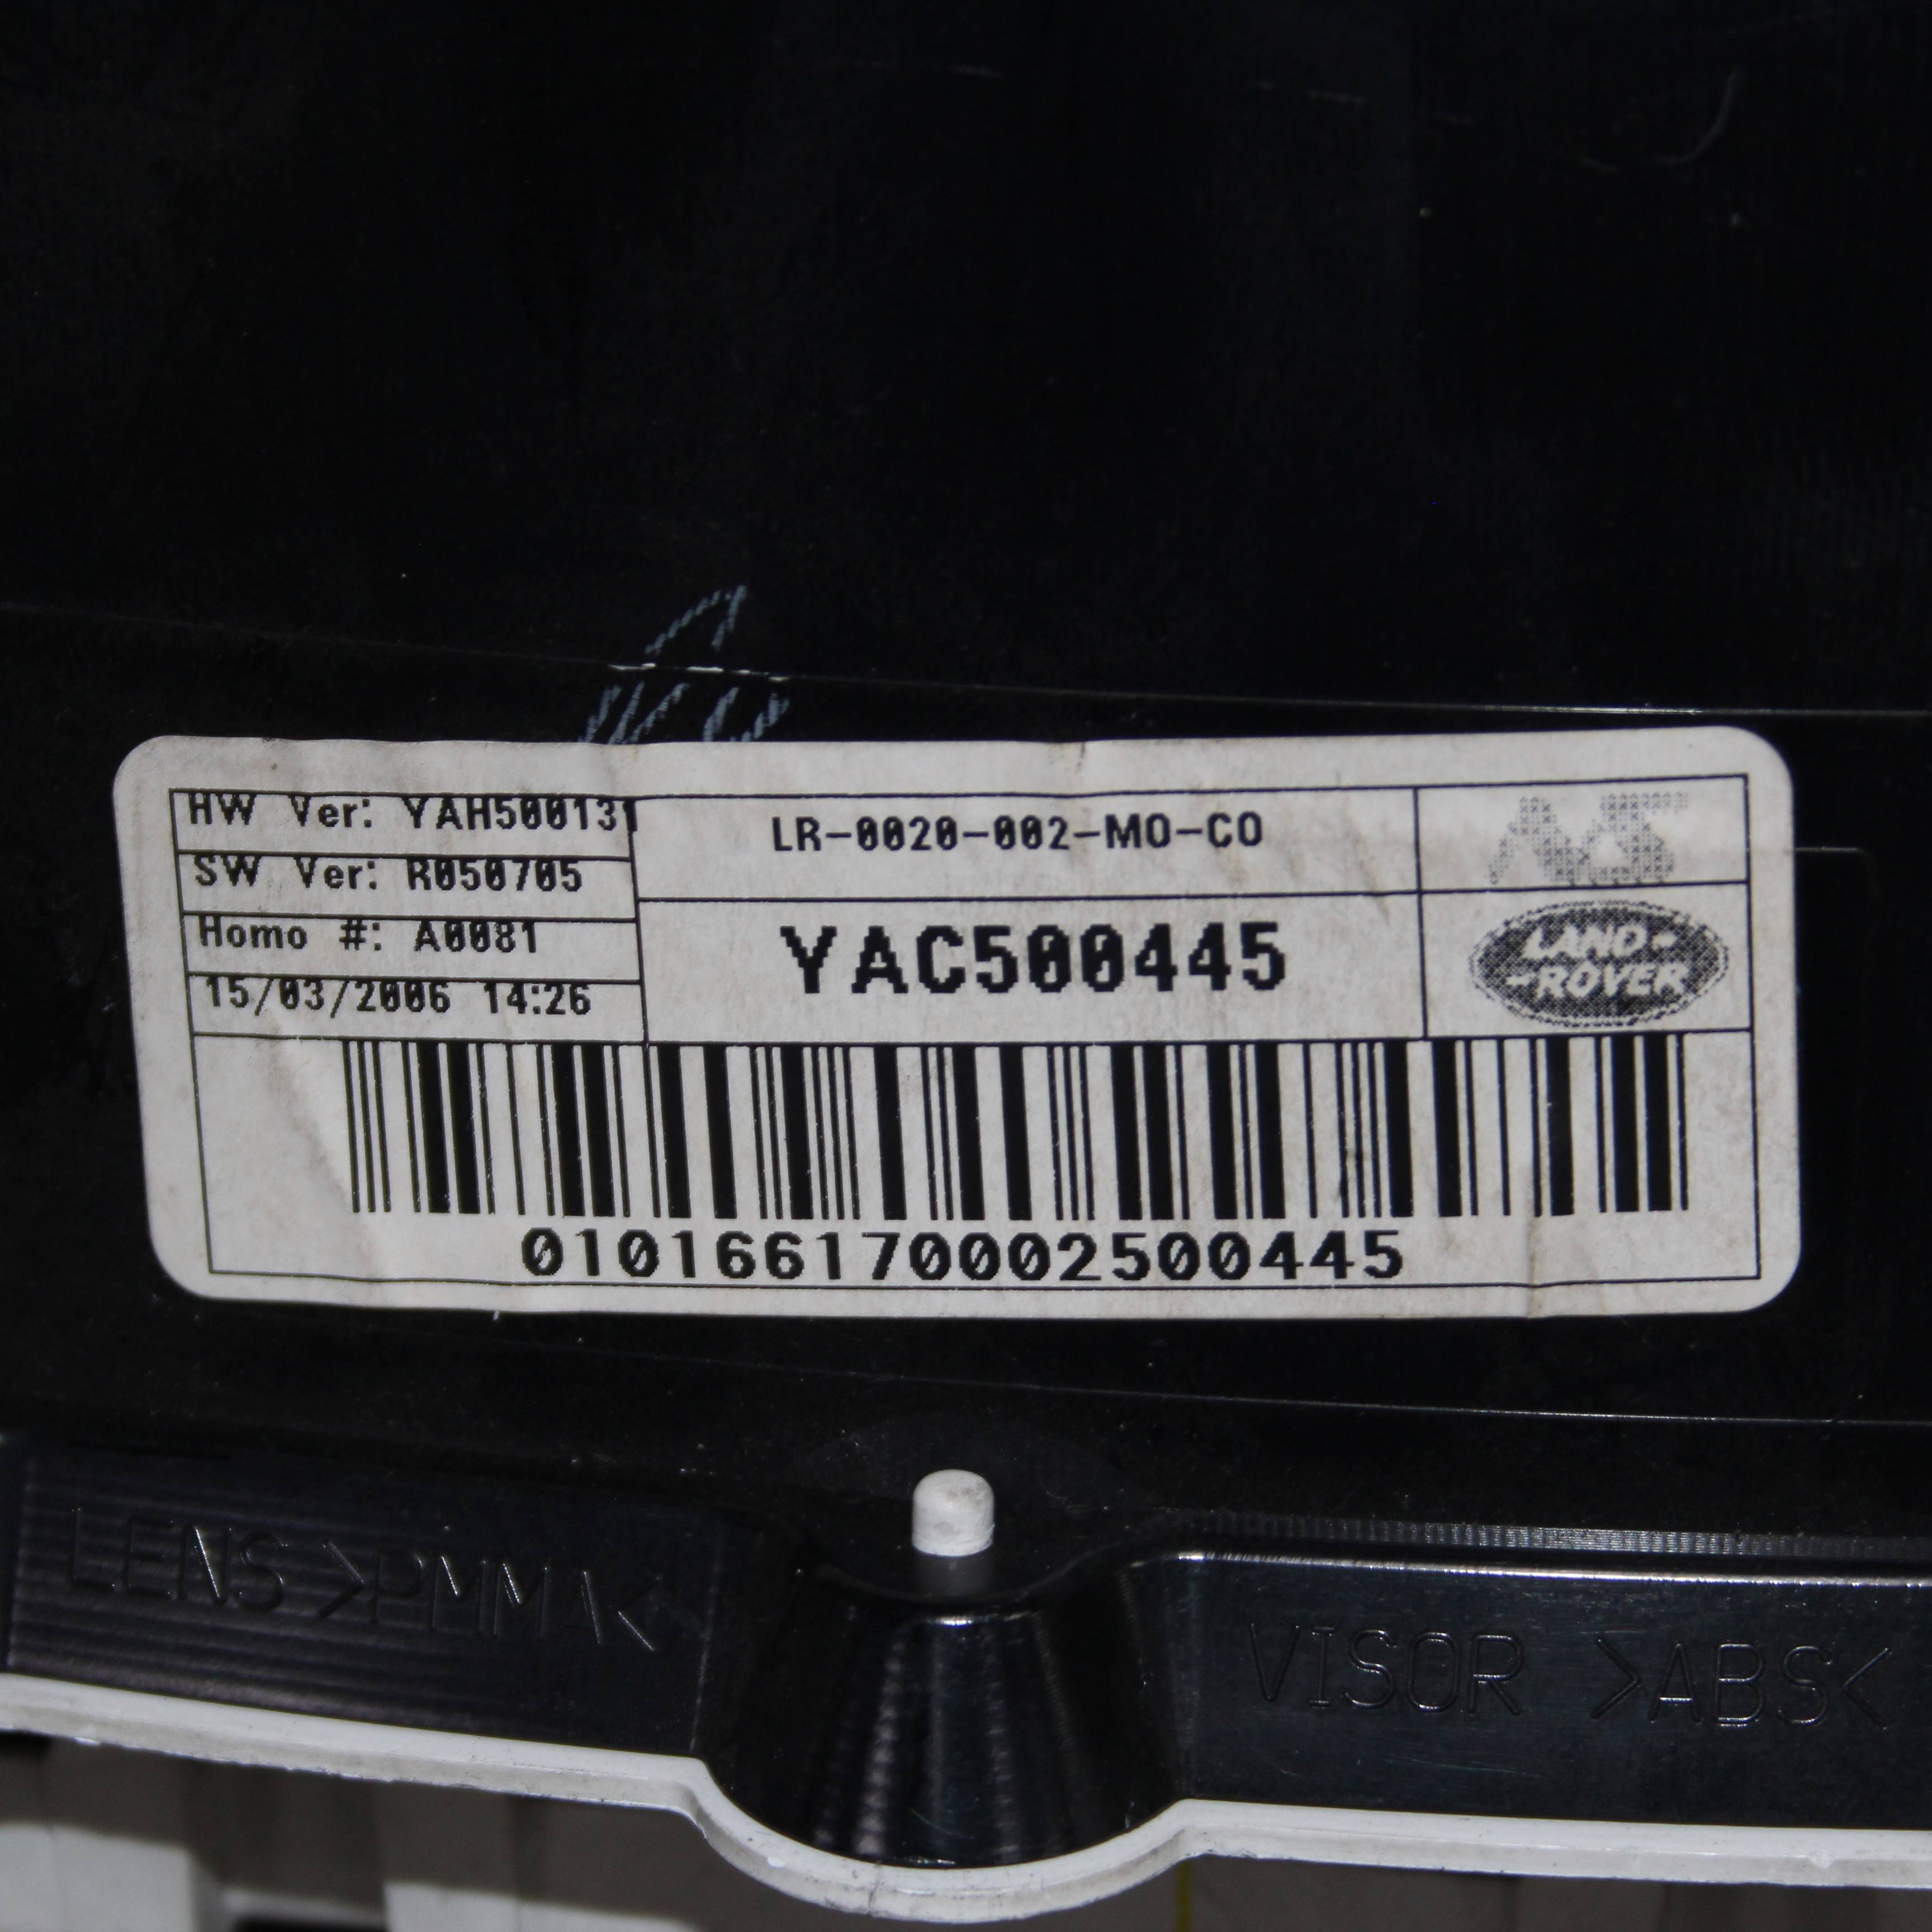 HW Ver: YAH500131
SW Ver: R050705
Homo #: A0081
15/03/2006 14:26
LR-0020-002-MO-CO
YAC500445
LAND-
-ROVER
010166170002500445
LENS >PMMA<
VISOR >ABS<